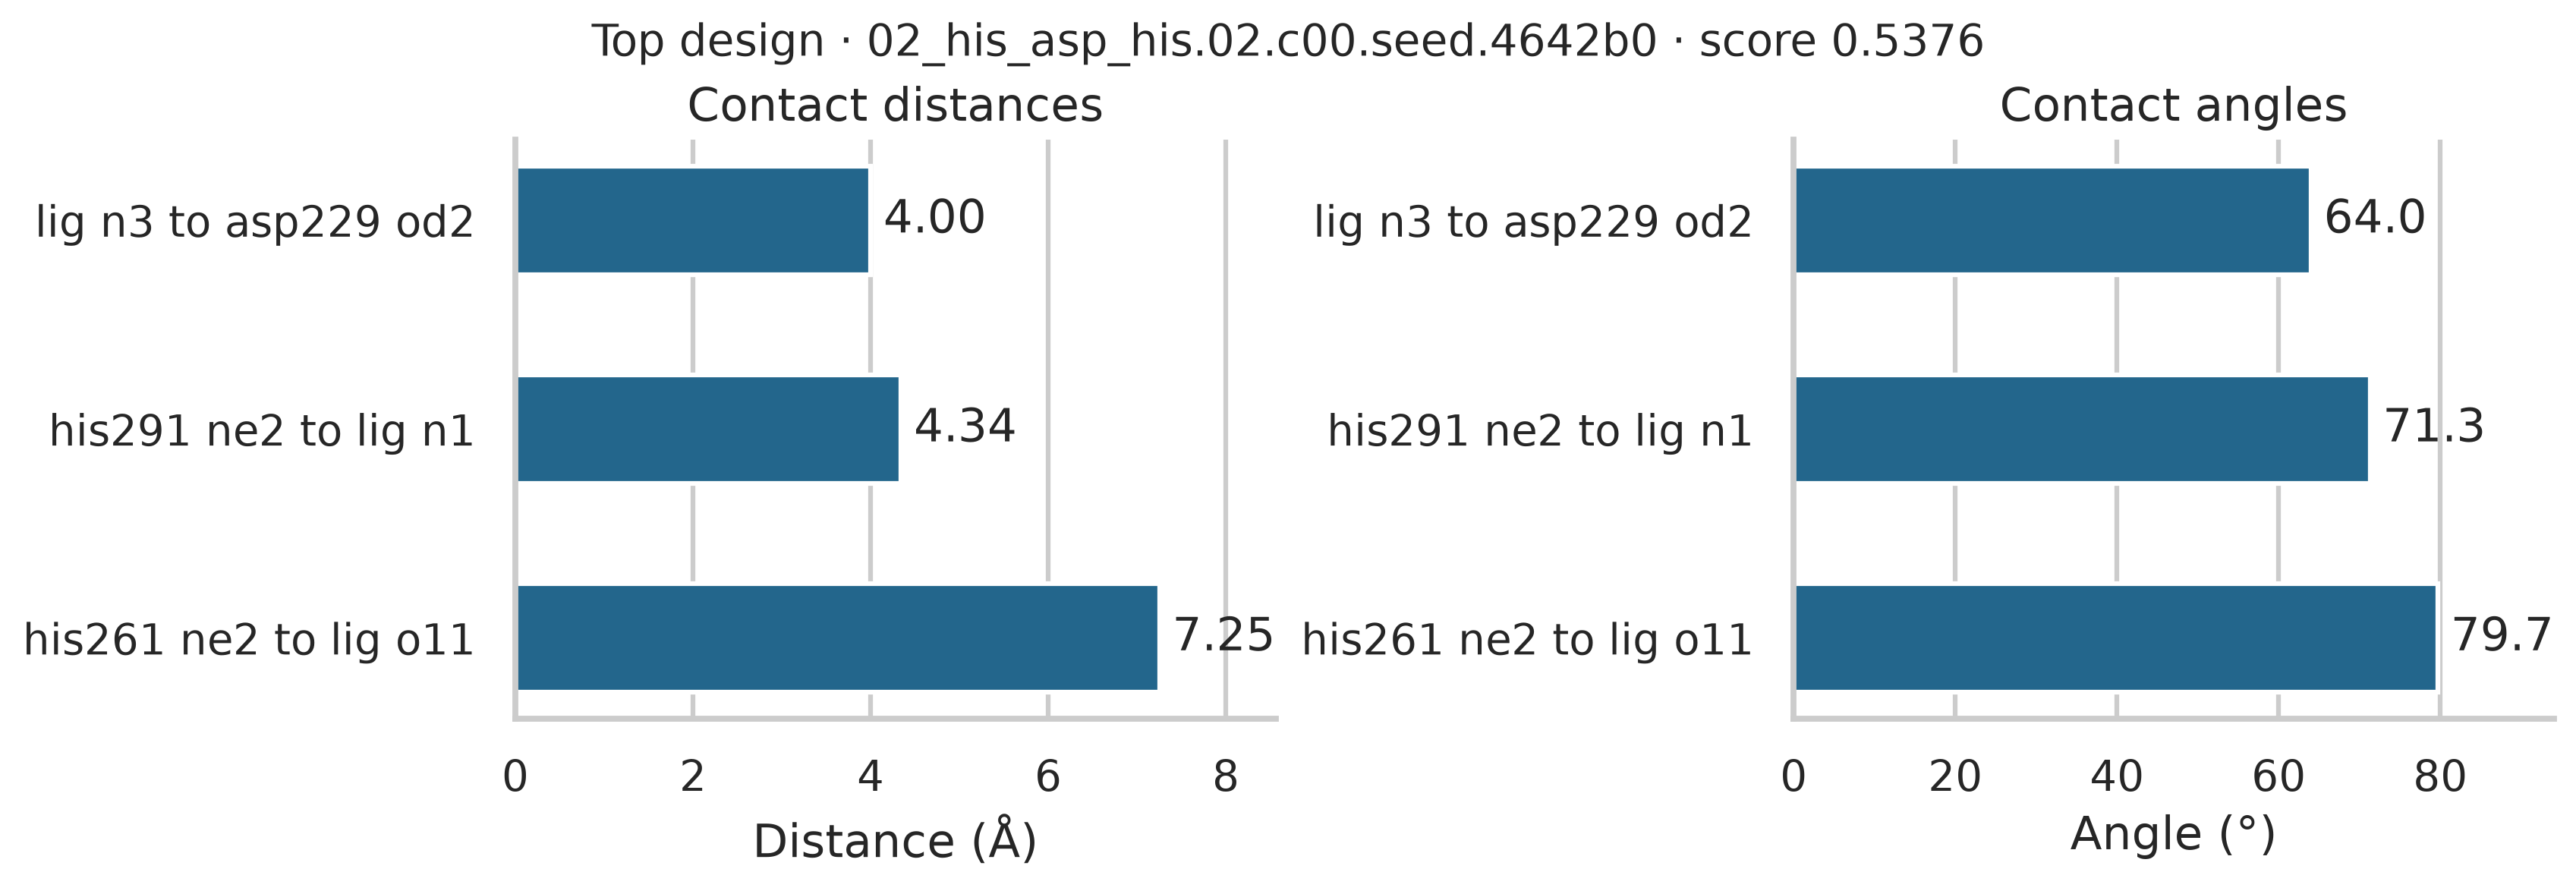 Top design · 02_his_asp_his.02.c00.seed.4642b0 · score 0.5376
Contact distances
lig n3 to asp229 od2
4.00
his291 ne2 to lig n1
4.34
his261 ne2 to lig o11
7.25
0 2 4 6 8
Distance (Å)
Contact angles
lig n3 to asp229 od2
64.0
his291 ne2 to lig n1
71.3
his261 ne2 to lig o11
79.7
0 20 40 60 80
Angle (°)